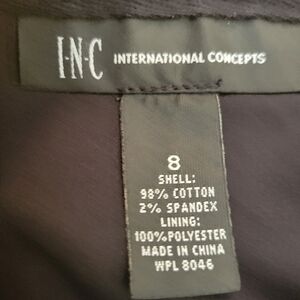 I·N·C INTERNATIONAL CONCEPTS
8
SHELL:
98% COTTON
2% SPANDEX
LINING:
100%POLYESTER
MADE IN CHINA
WPL 8046